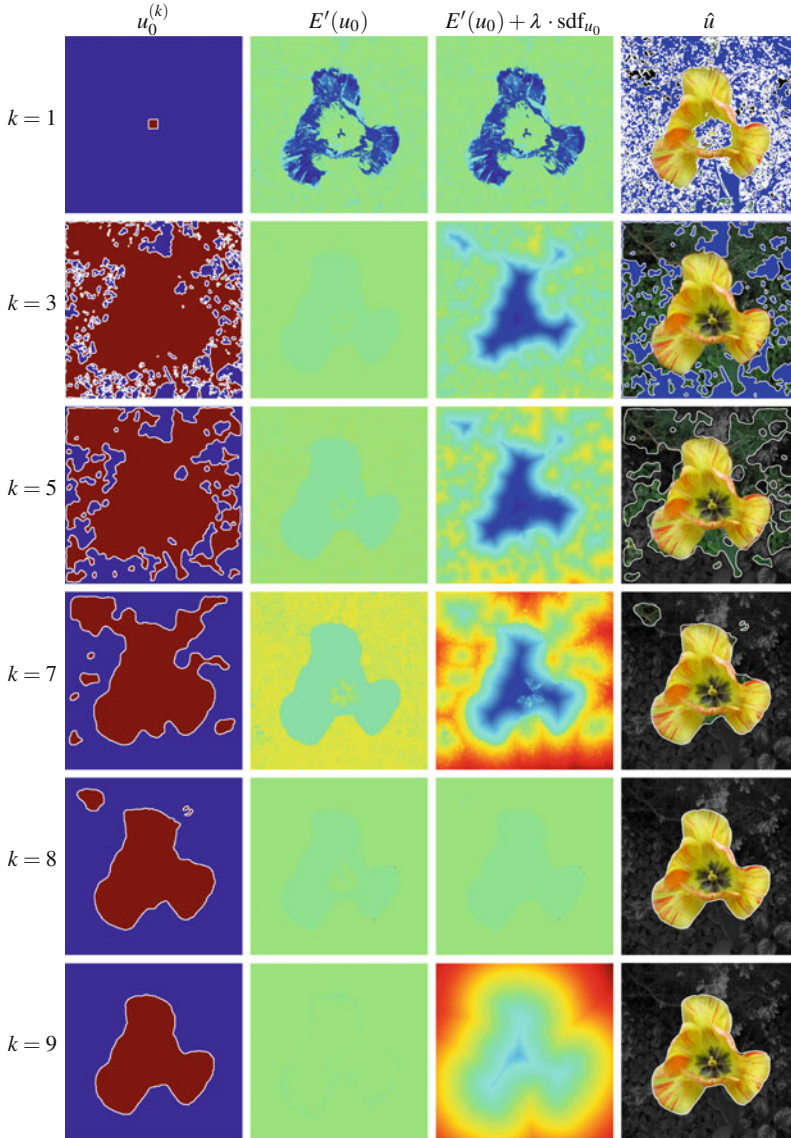 u_0^{(k)} E′(u_0) E′(u_0) + λ · sdf_{u_0} û
k = 1
k = 3
k = 5
k = 7
k = 8
k = 9